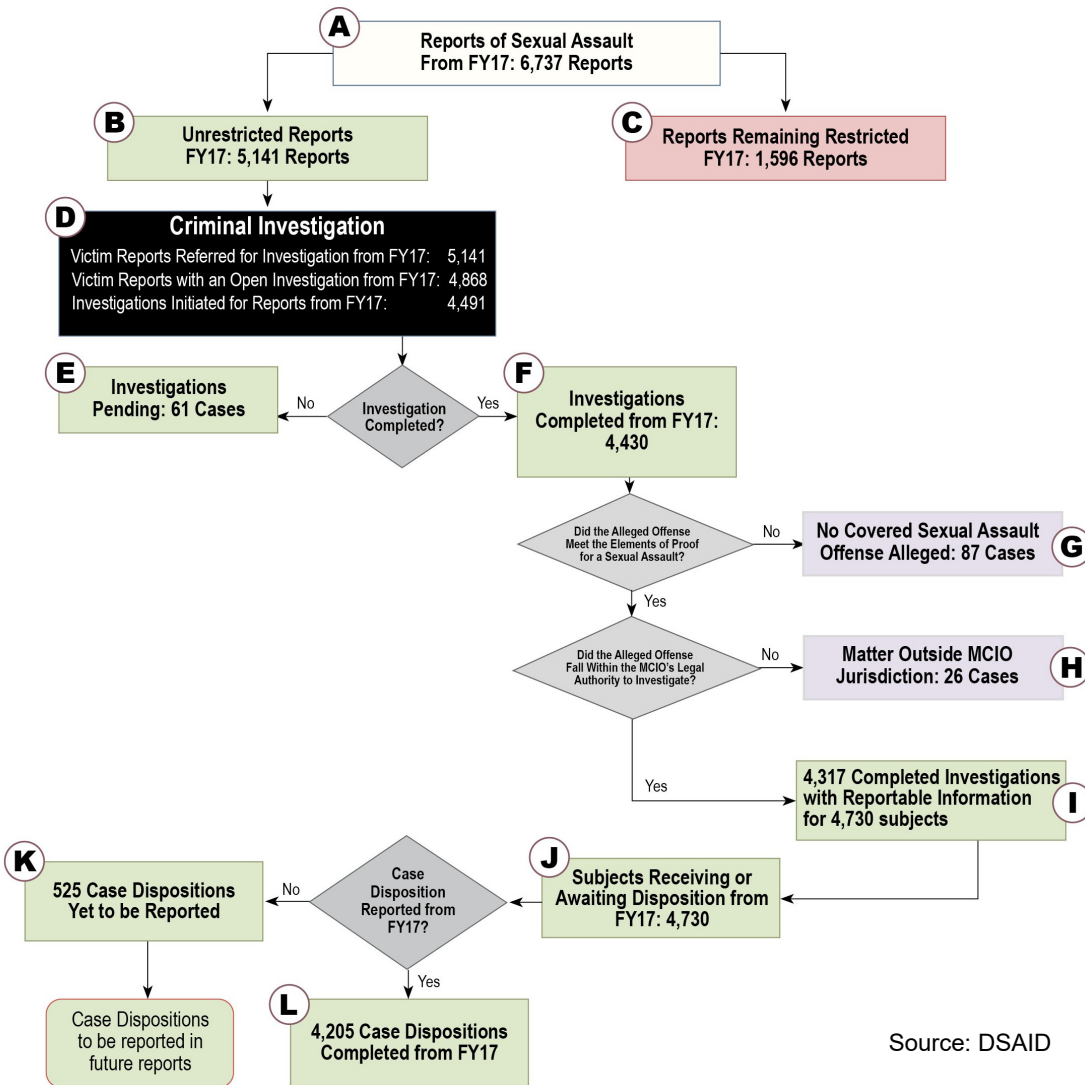 A
Reports of Sexual Assault
From FY17: 6,737 Reports
B
Unrestricted Reports
FY17: 5,141 Reports
C
Reports Remaining Restricted
FY17: 1,596 Reports
D
Criminal Investigation
Victim Reports Referred for Investigation from FY17: 5,141
Victim Reports with an Open Investigation from FY17: 4,868
Investigations Initiated for Reports from FY17: 4,491
E
Investigations
Pending: 61 Cases
No
Investigation
Completed?
Yes
F
Investigations
Completed from FY17:
4,430
Did the Alleged Offense
Meet the Elements of Proof
for a Sexual Assault?
No
No Covered Sexual Assault
Offense Alleged: 87 Cases
G
Yes
Did the Alleged Offense
Fall Within the MCIO's Legal
Authority to Investigate?
No
Matter Outside MCIO
Jurisdiction: 26 Cases
H
Yes
4,317 Completed Investigations
with Reportable Information
for 4,730 subjects
I
J
Subjects Receiving or
Awaiting Disposition from
FY17: 4,730
Case
Disposition
Reported from
FY17?
No
K
525 Case Dispositions
Yet to be Reported
Yes
Case Dispositions
to be reported in
future reports
L
4,205 Case Dispositions
Completed from FY17
Source: DSAID